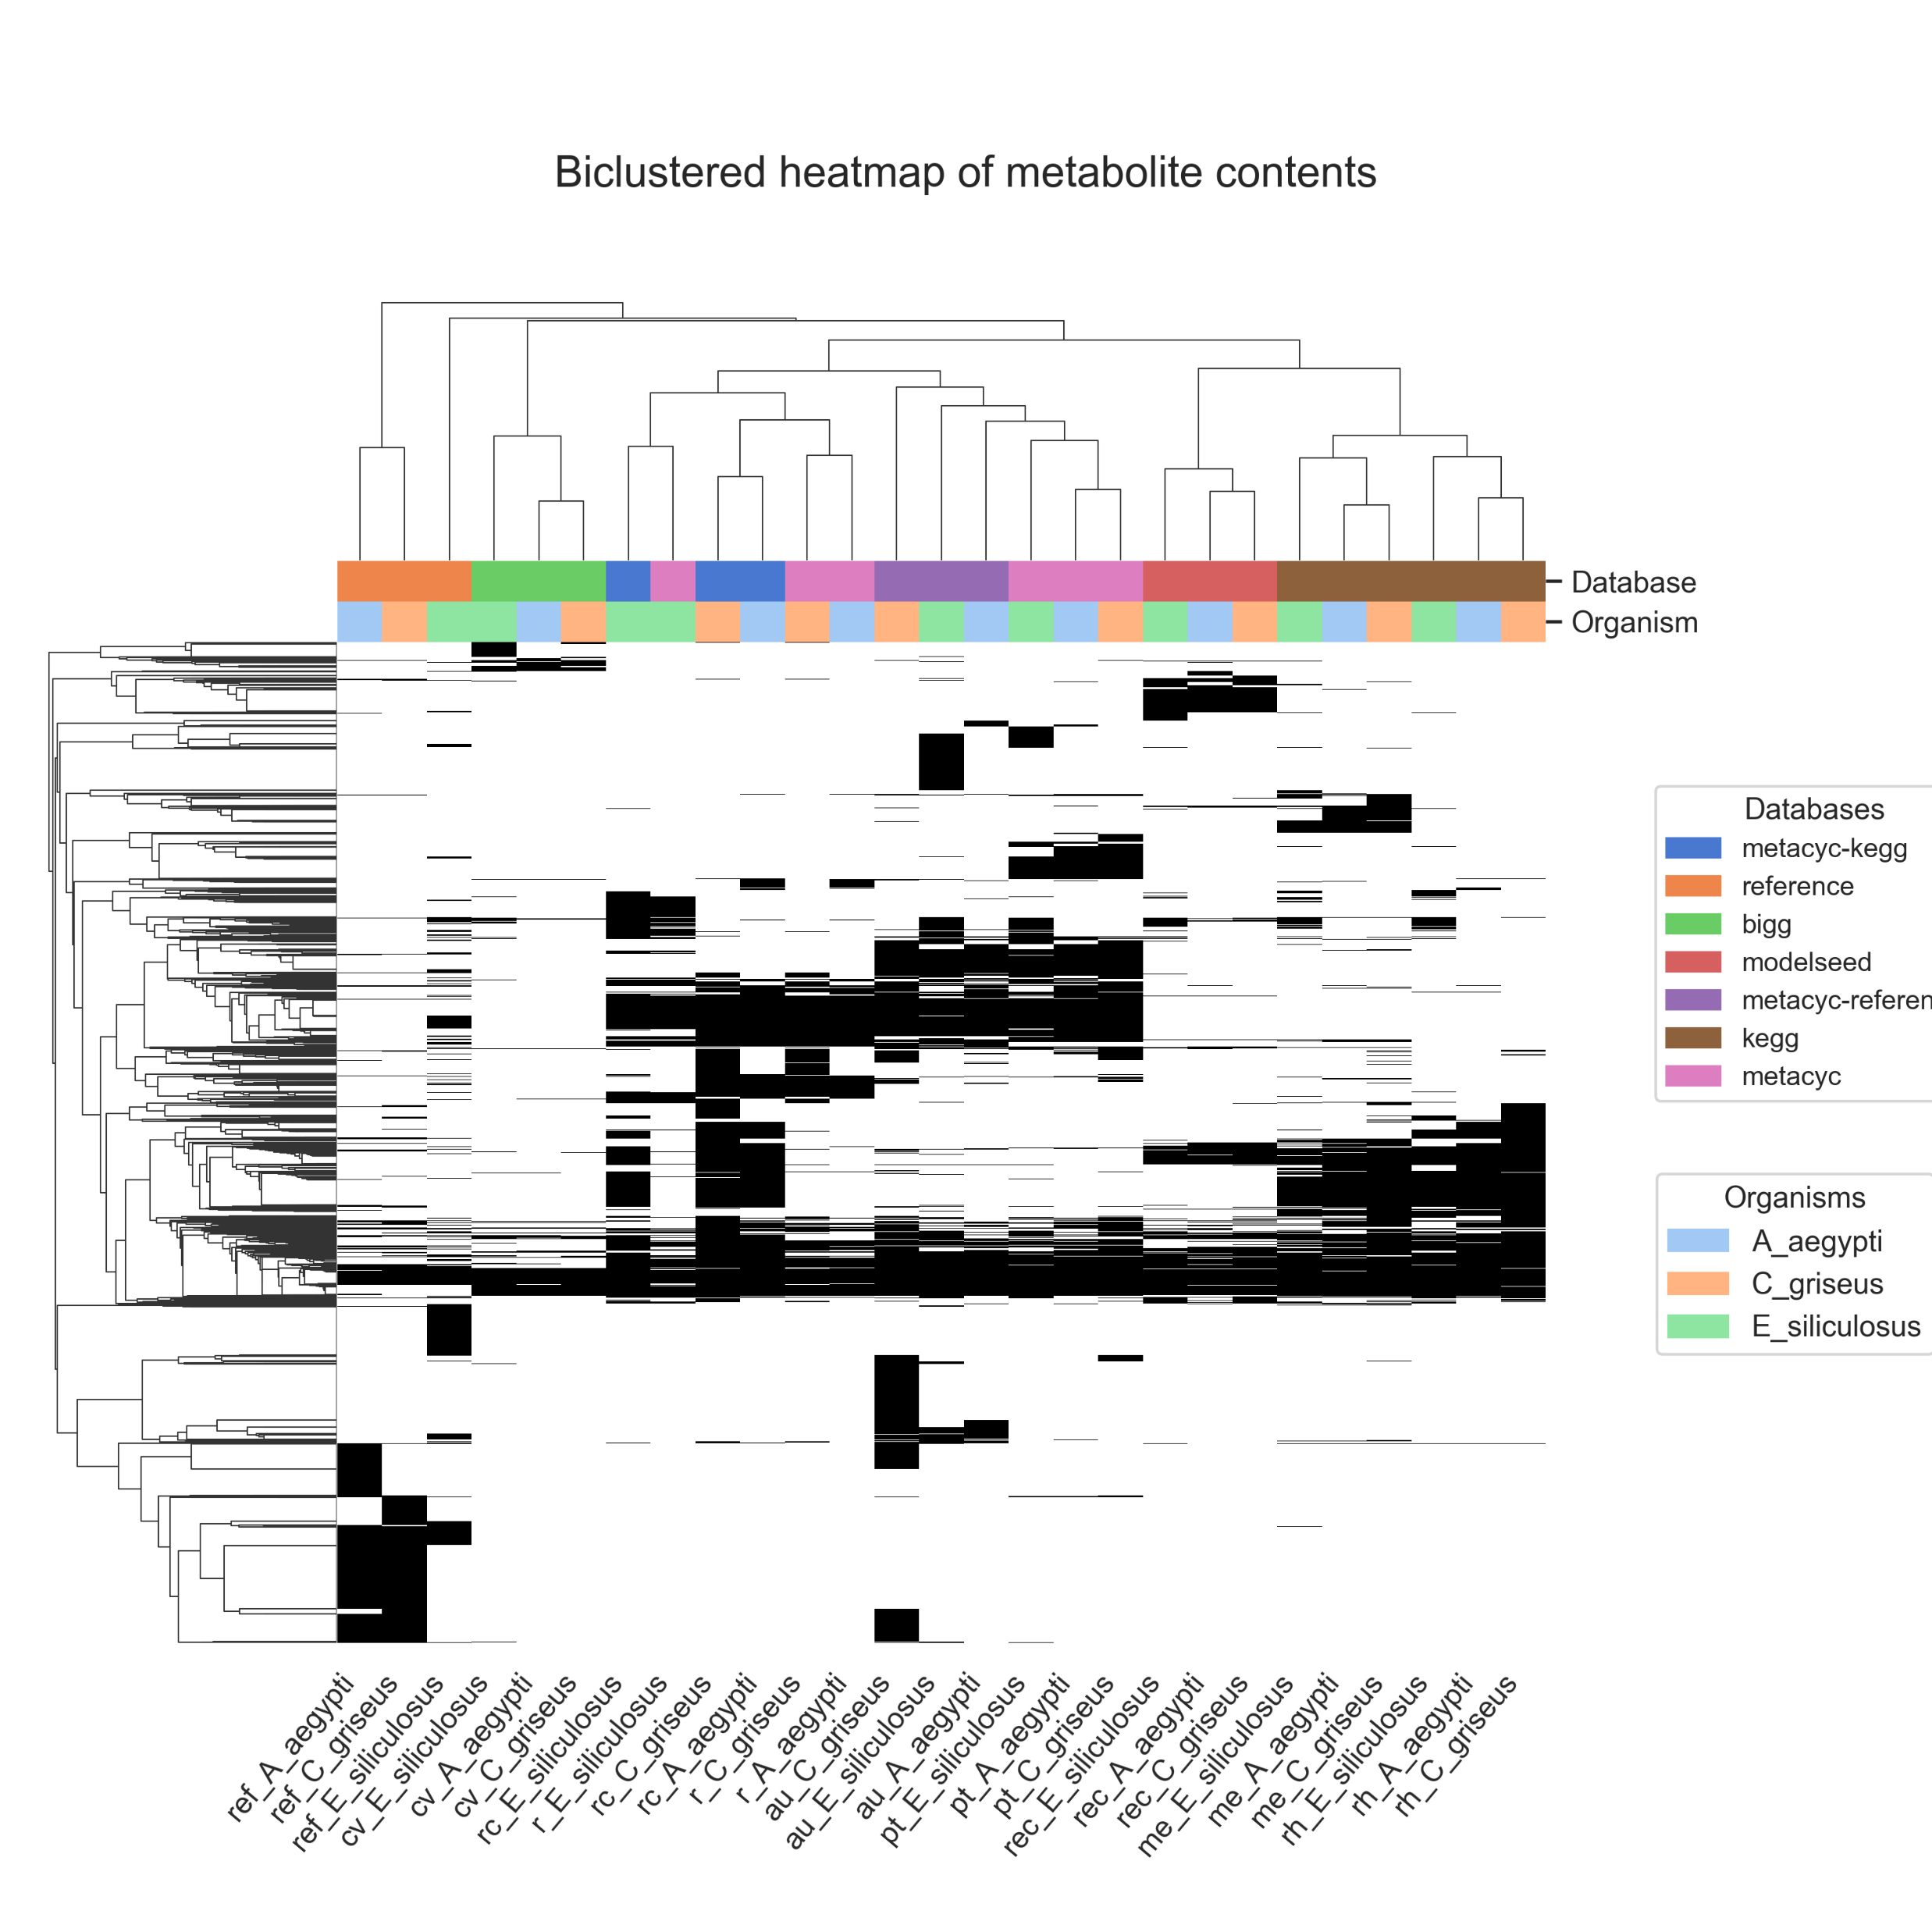 Biclustered heatmap of metabolite contents
Database
Organism
Databases
metacyc-kegg
reference
bigg
modelseed
metacyc-referen
kegg
metacyc
Organisms
A_aegypti
C_griseus
E_siliculosus
ref_A_aegypti
ref_C_griseus
ref_E_siliculosus
cv_E_siliculosus
cv_A_aegypti
cv_C_griseus
rc_E_siliculosus
r_E_siliculosus
rc_C_griseus
rc_A_aegypti
r_C_griseus
r_A_aegypti
au_C_griseus
au_E_siliculosus
au_A_aegypti
pt_E_siliculosus
pt_A_aegypti
pt_C_griseus
rec_E_siliculosus
rec_A_aegypti
rec_C_griseus
me_E_siliculosus
me_A_aegypti
me_C_griseus
rh_E_siliculosus
rh_A_aegypti
rh_C_griseus